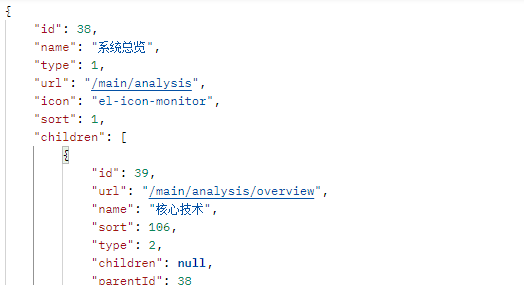 {
"id": 38,
"name": "系统总览",
"type": 1,
"url": "/main/analysis",
"icon": "el-icon-monitor",
"sort": 1,
"children": [
{
"id": 39,
"url": "/main/analysis/overview",
"name": "核心技术",
"sort": 106,
"type": 2,
"children": null,
"parentId": 38